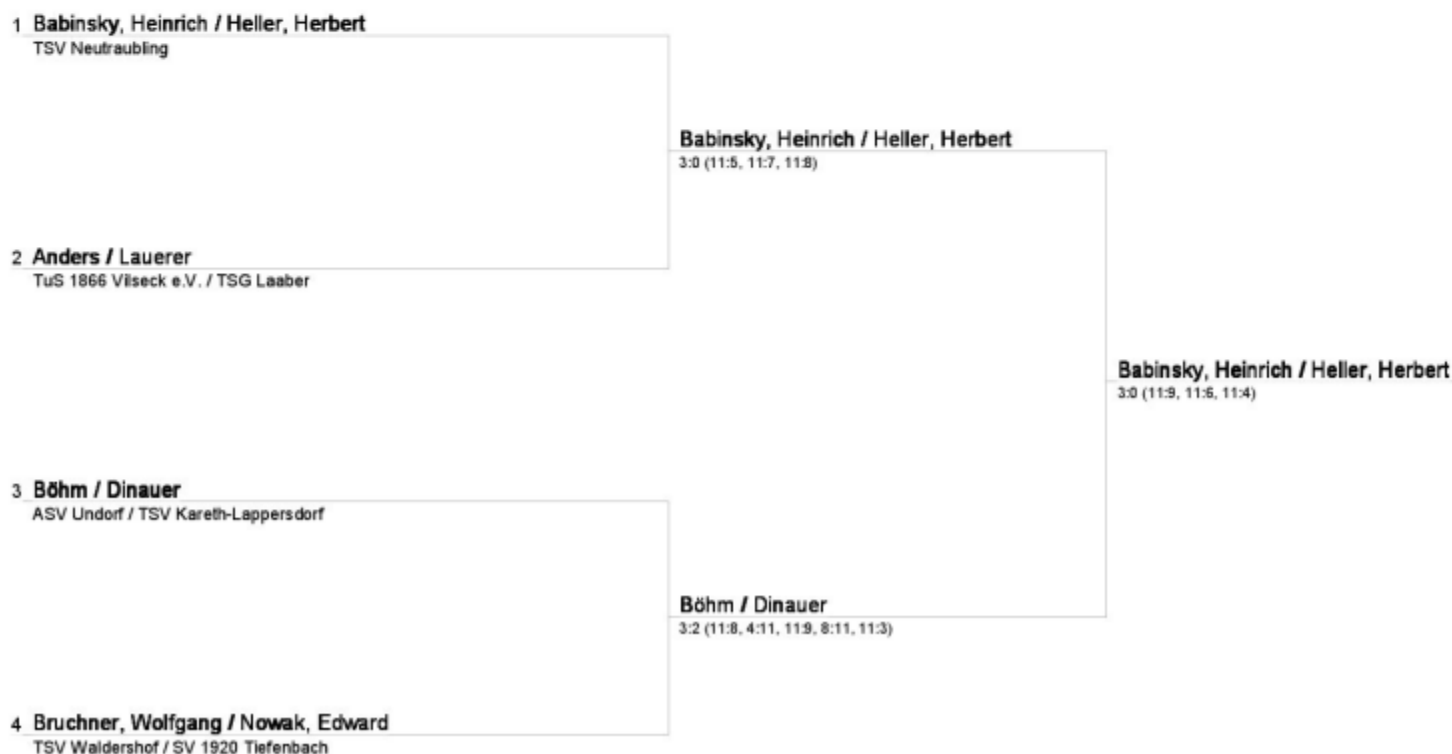 1 Babinsky, Heinrich / Heller, Herbert
TSV Neutraubling
Babinsky, Heinrich / Heller, Herbert
3:0 (11:5, 11:7, 11:8)
2 Anders / Lauerer
TuS 1866 Vilseck e.V. / TSG Laaber
Babinsky, Heinrich / Heller, Herbert
3:0 (11:9, 11:6, 11:4)
3 Böhm / Dinauer
ASV Undorf / TSV Kareth-Lappersdorf
Böhm / Dinauer
3:2 (11:8, 4:11, 11:9, 8:11, 11:3)
4 Bruchner, Wolfgang / Nowak, Edward
TSV Waldershof / SV 1920 Tiefenbach